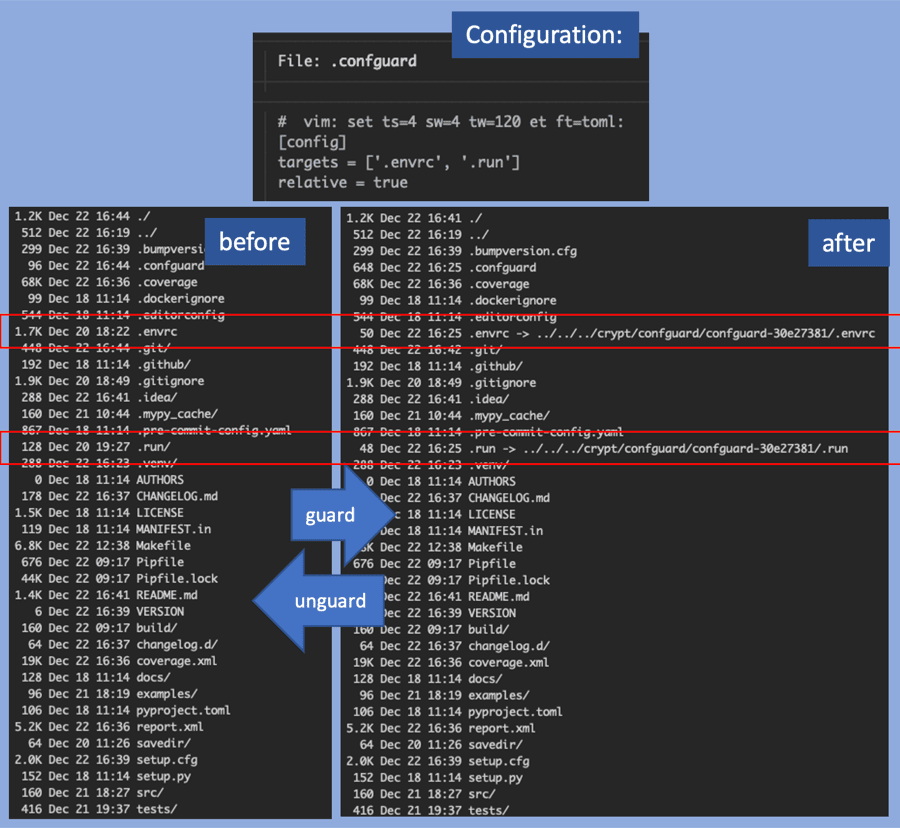 Configuration:
File: .confguard
#  vim: set ts=4 sw=4 tw=120 et ft=toml:
[config]
targets = ['.envrc', '.run']
relative = true
before
1.2K Dec 22 16:44 ./
512 Dec 22 16:19 ../
299 Dec 22 16:39 .bumpversi
96 Dec 22 16:44 .confguard
68K Dec 22 16:36 .coverage
99 Dec 18 11:14 .dockerignore
544 Dec 18 11:14 .editorconfig
1.7K Dec 20 18:22 .envrc
448 Dec 22 16:44 .git/
192 Dec 18 11:14 .github/
1.9K Dec 20 18:49 .gitignore
288 Dec 22 16:41 .idea/
160 Dec 21 10:44 .mypy_cache/
867 Dec 18 11:14 .pre-commit-config.yaml
128 Dec 20 19:27 .run/
288 Dec 22 16:23 .venv/
0 Dec 18 11:14 AUTHORS
178 Dec 22 16:37 CHANGELOG.md
1.5K Dec 18 11:14 LICENSE
119 Dec 18 11:14 MANIFEST.in
6.8K Dec 22 12:38 Makefile
676 Dec 22 09:17 Pipfile
44K Dec 22 09:17 Pipfile.lock
1.4K Dec 22 16:41 README.md
6 Dec 22 16:39 VERSION
160 Dec 22 09:17 build/
64 Dec 22 16:37 changelog.d/
19K Dec 22 16:36 coverage.xml
128 Dec 18 11:14 docs/
96 Dec 21 18:19 examples/
106 Dec 18 11:14 pyproject.toml
5.2K Dec 22 16:36 report.xml
64 Dec 20 11:26 savedir/
2.0K Dec 22 16:39 setup.cfg
152 Dec 18 11:14 setup.py
160 Dec 21 18:27 src/
416 Dec 21 19:37 tests/
guard
unguard
after
1.2K Dec 22 16:41 ./
512 Dec 22 16:19 ../
299 Dec 22 16:39 .bumpversion.cfg
648 Dec 22 16:25 .confguard
68K Dec 22 16:36 .coverage
99 Dec 18 11:14 .dockerignore
544 Dec 18 11:14 .editorconfig
50 Dec 22 16:25 .envrc -> ../../../crypt/confguard/confguard-30e27381/.envrc
448 Dec 22 16:42 .git/
192 Dec 18 11:14 .github/
1.9K Dec 20 18:49 .gitignore
288 Dec 22 16:41 .idea/
160 Dec 21 10:44 .mypy_cache/
867 Dec 18 11:14 .pre-commit-config.yaml
48 Dec 22 16:25 .run -> ../../../crypt/confguard/confguard-30e27381/.run
288 Dec 22 16:23 .venv/
0 Dec 18 11:14 AUTHORS
Dec 22 16:37 CHANGELOG.md
18 11:14 LICENSE
Dec 18 11:14 MANIFEST.in
Dec 22 12:38 Makefile
676 Dec 22 09:17 Pipfile
22 09:17 Pipfile.lock
22 16:41 README.md
22 16:39 VERSION
160 Dec 22 09:17 build/
64 Dec 22 16:37 changelog.d/
19K Dec 22 16:36 coverage.xml
128 Dec 18 11:14 docs/
96 Dec 21 18:19 examples/
106 Dec 18 11:14 pyproject.toml
5.2K Dec 22 16:36 report.xml
64 Dec 20 11:26 savedir/
2.0K Dec 22 16:39 setup.cfg
152 Dec 18 11:14 setup.py
160 Dec 21 18:27 src/
416 Dec 21 19:37 tests/